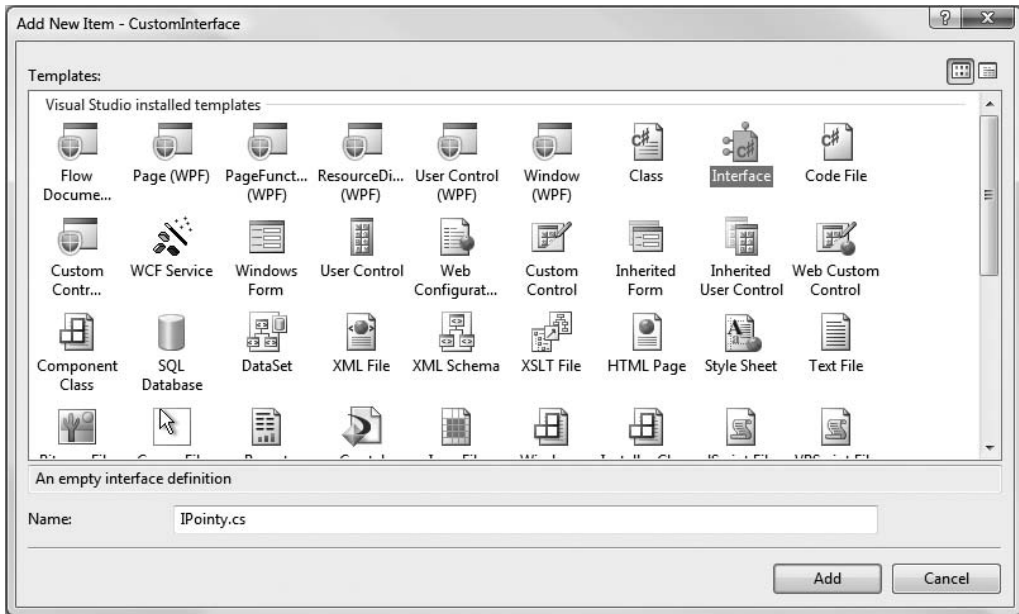 Add New Item - CustomInterface
Templates:
Visual Studio installed templates
Flow Docume...
Page (WPF)
PageFunct... (WPF)
ResourceDi... (WPF)
User Control (WPF)
Window (WPF)
Class
Interface
Code File
Custom Contr...
WCF Service
Windows Form
User Control
Web Configurat...
Custom Control
Inherited Form
Inherited User Control
Web Custom Control
Component Class
SQL Database
DataSet
XML File
XML Schema
XSLT File
HTML Page
Style Sheet
Text File
An empty interface definition
Name:
IPointy.cs
Add
Cancel